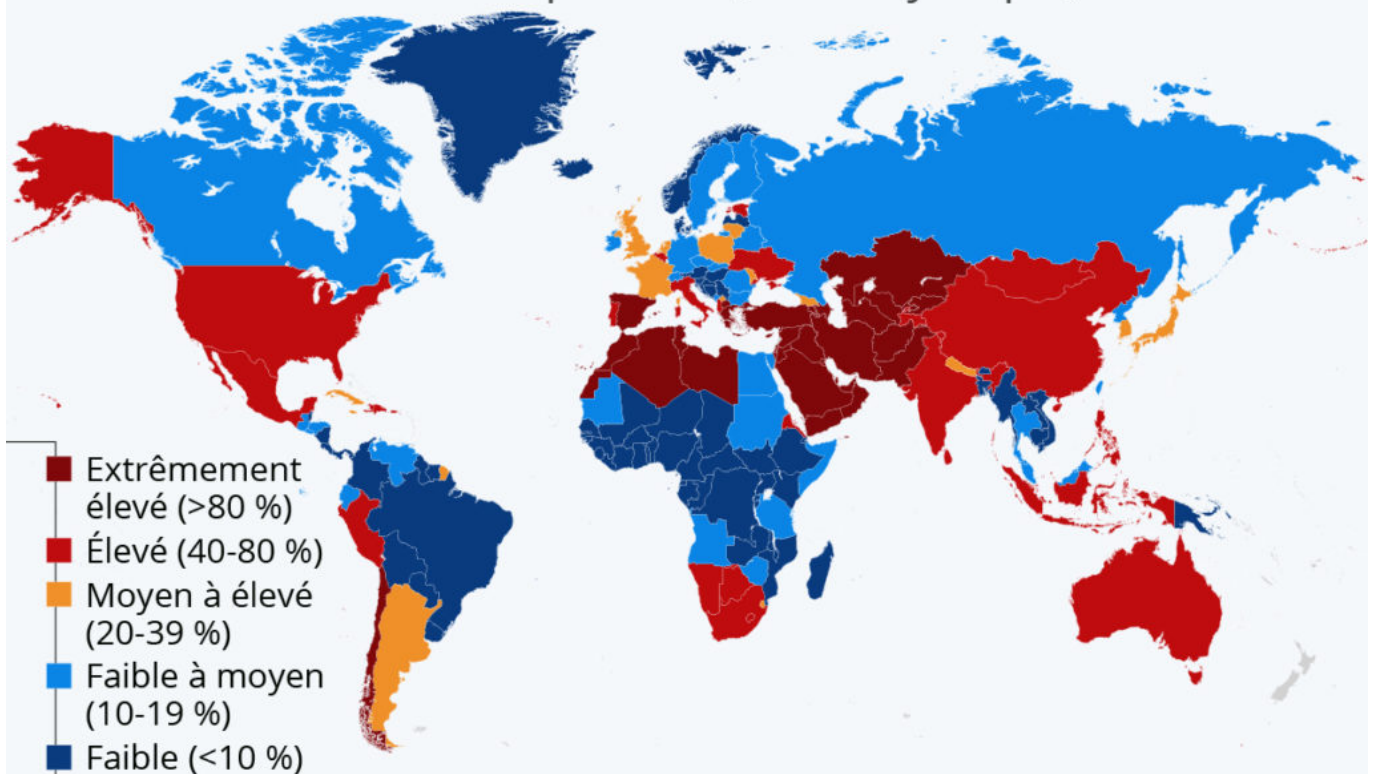 Extrêmement
élevé (>80 %)
Élevé (40-80 %)
Moyen à élevé
(20-39 %)
Faible à moyen
(10-19 %)
Faible (<10 %)